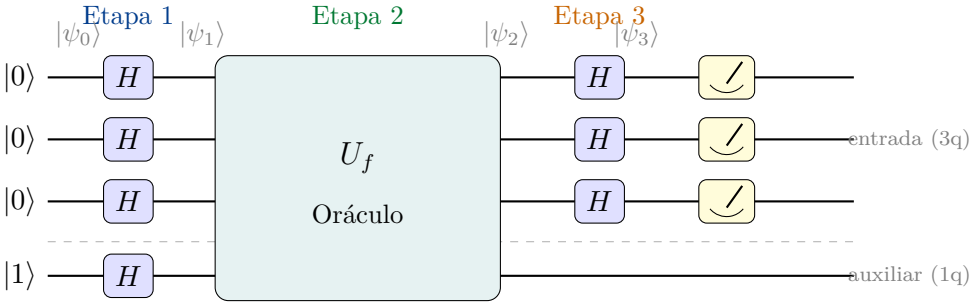 Etapa 1 Etapa 2 Etapa 3
|ψ₀⟩ |ψ₁⟩ |ψ₂⟩ |ψ₃⟩
|0⟩ H H
|0⟩ H H entrada (3q)
U_f
|0⟩ H H
Oráculo
|1⟩ H auxiliar (1q)